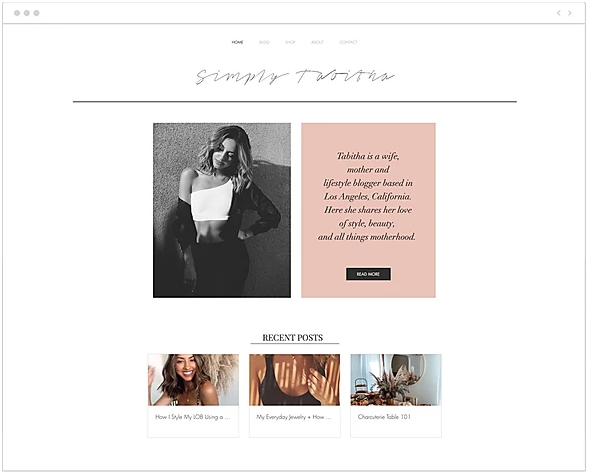 HOME BLOG SHOP ABOUT CONTACT
Simply Tabitha
Tabitha is a wife,
mother and
lifestyle blogger based in
Los Angeles, California.
Here she shares her love
of style, beauty,
and all things motherhood.
READ MORE
RECENT POSTS
How I Style My LOB Using a ...
My Everyday Jewelry + How ...
Charcuterie Table 101